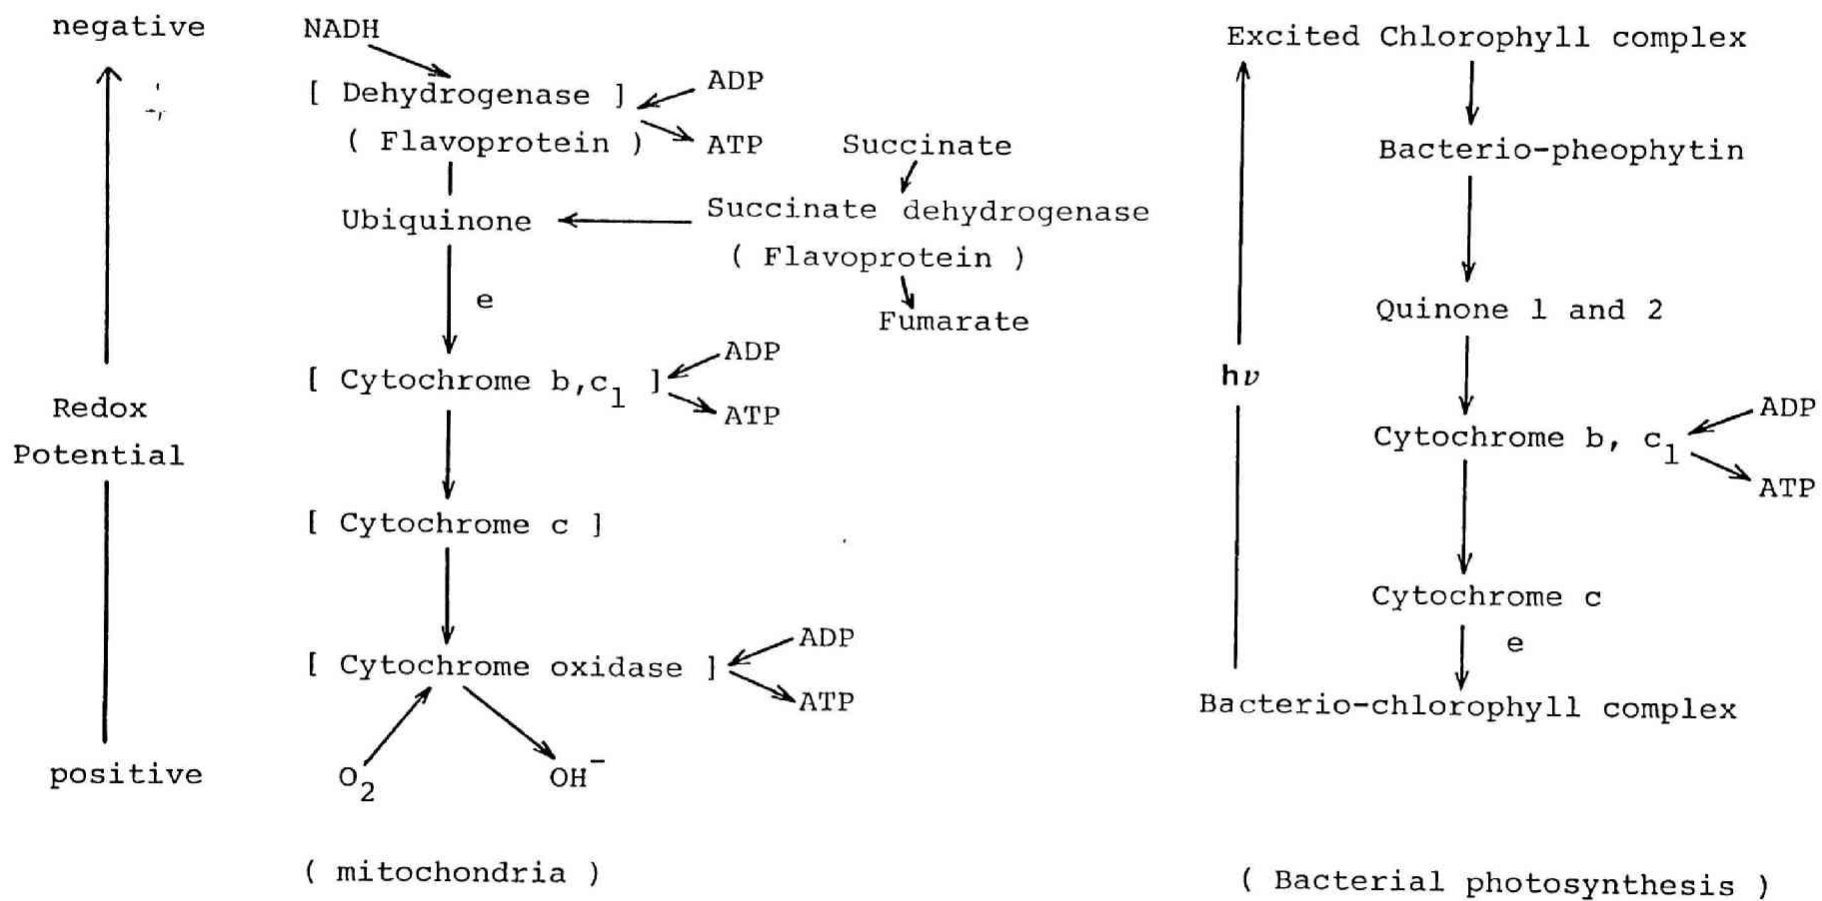 negative
Redox
Potential
positive
NADH
[ Dehydrogenase ]
( Flavoprotein )
ADP
ATP
Succinate
Succinate dehydrogenase
( Flavoprotein )
Fumarate
Ubiquinone
e
[ Cytochrome b,c₁ ]
ADP
ATP
[ Cytochrome c ]
[ Cytochrome oxidase ]
ADP
ATP
O₂
OH⁻
( mitochondria )
Excited Chlorophyll complex
Bacterio-pheophytin
Quinone 1 and 2
hν
Cytochrome b, c₁
ADP
ATP
Cytochrome c
e
Bacterio-chlorophyll complex
( Bacterial photosynthesis )